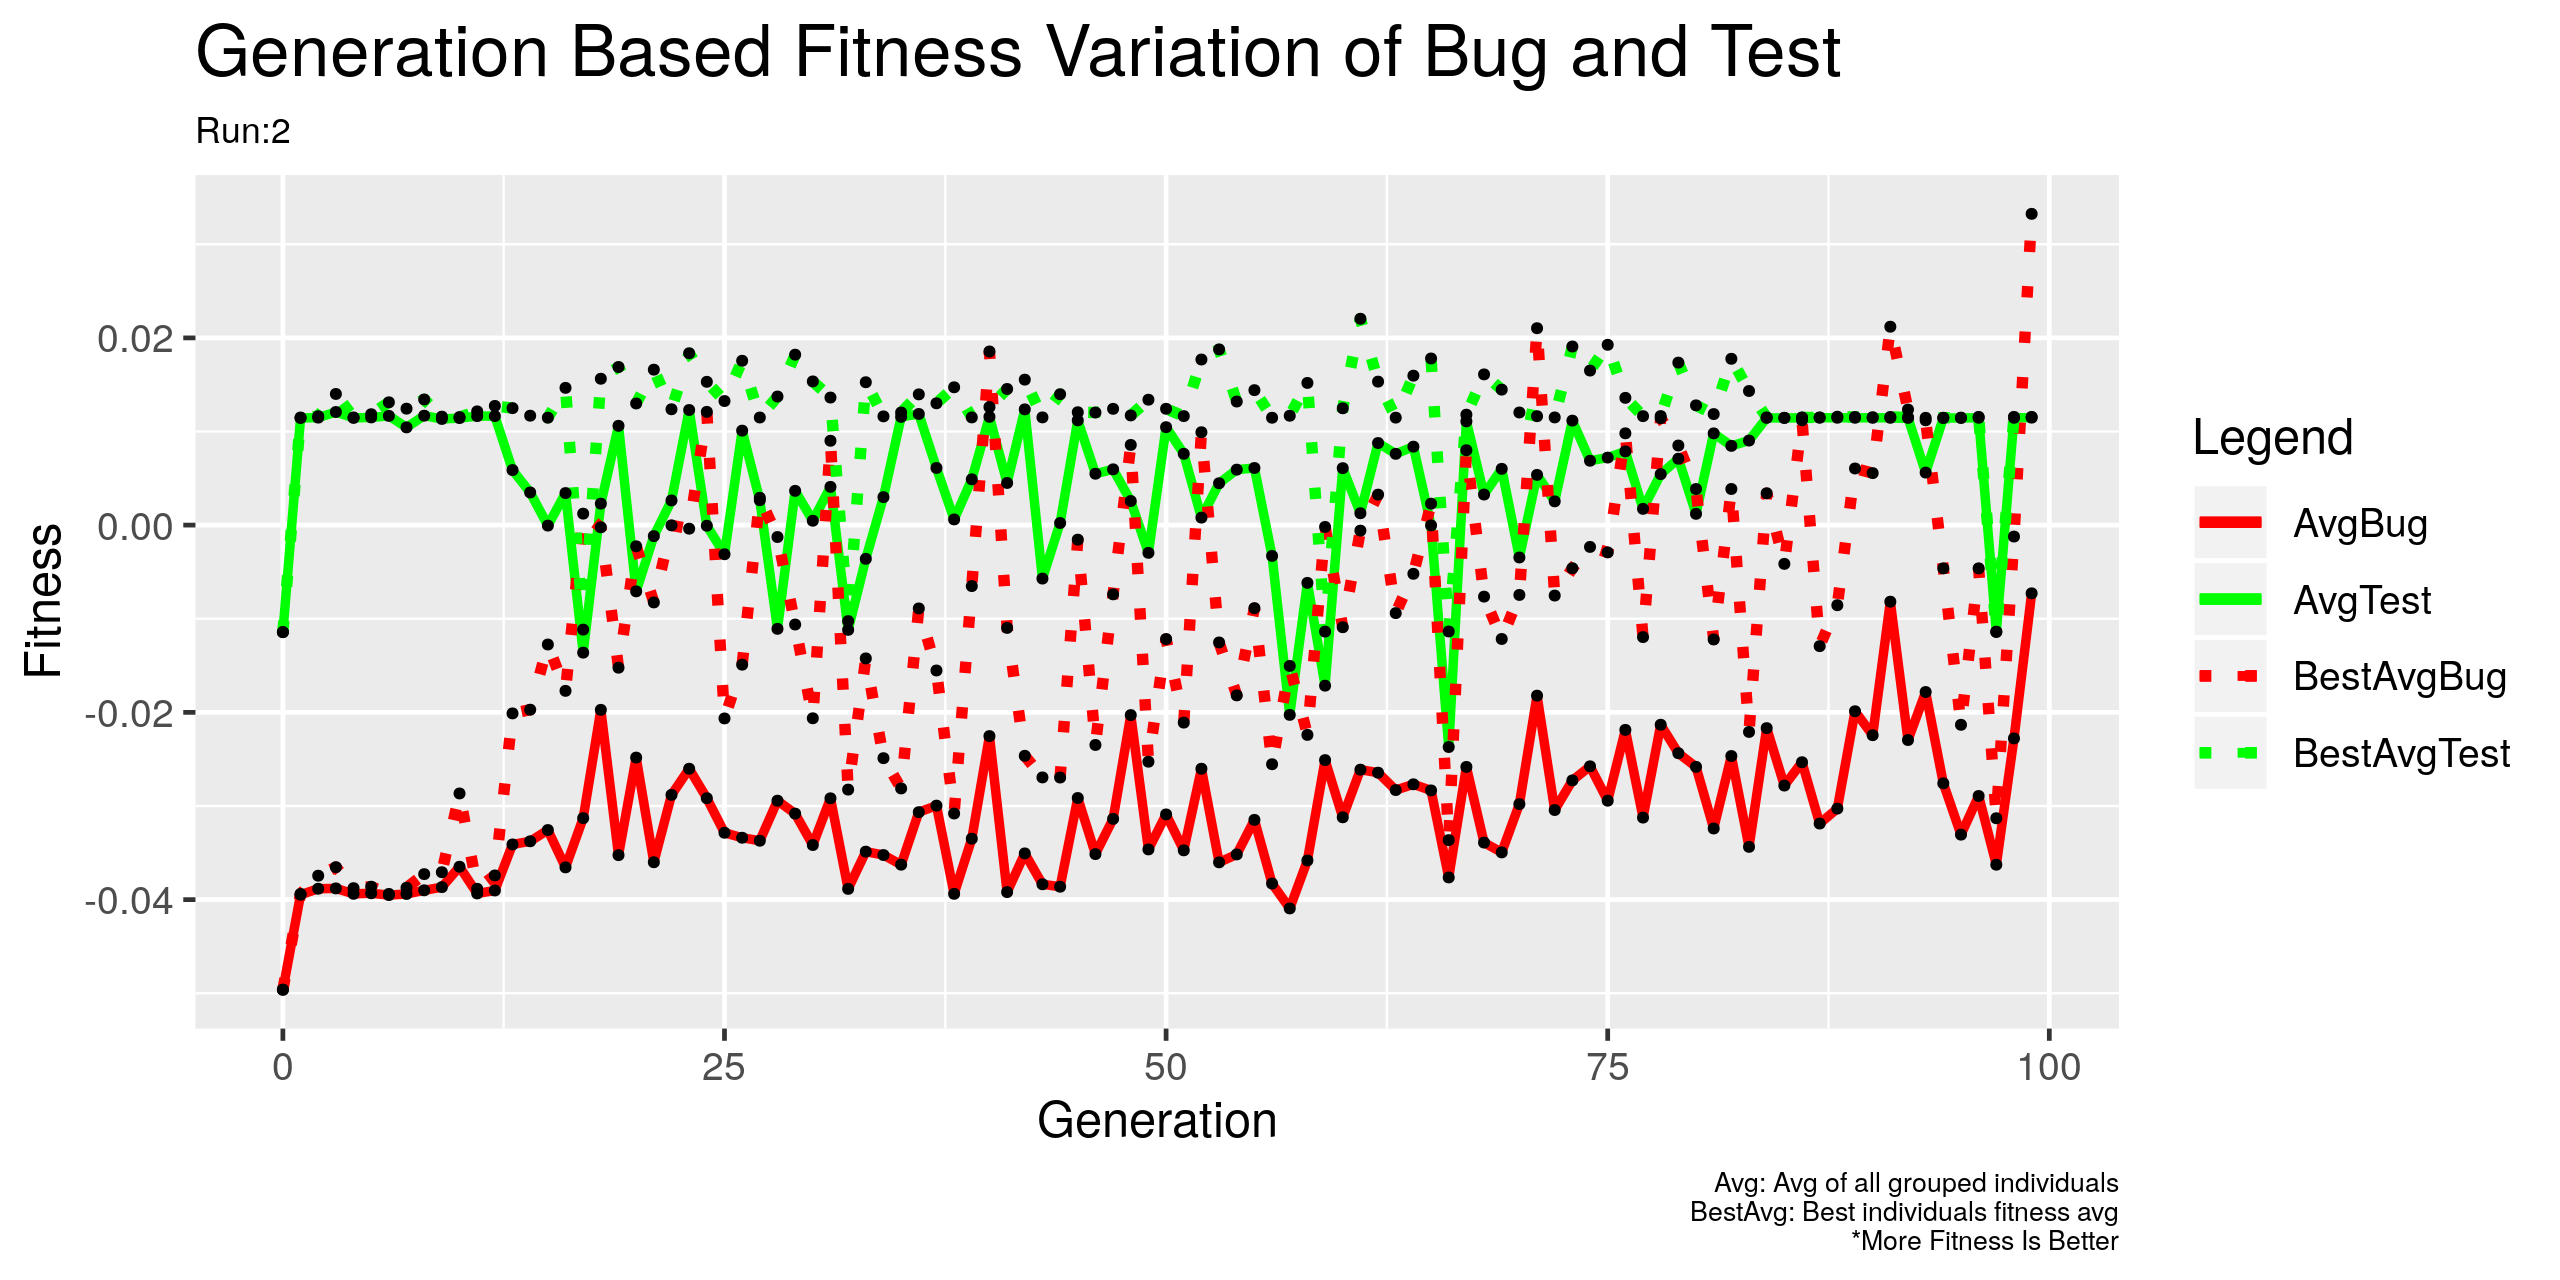 Generation Based Fitness Variation of Bug and Test
Run:2
Fitness
0.02
0.00
-0.02
-0.04
0
25
50
75
100
Generation
Legend
AvgBug
AvgTest
BestAvgBug
BestAvgTest
Avg: Avg of all grouped individuals
BestAvg: Best individuals fitness avg
*More Fitness Is Better